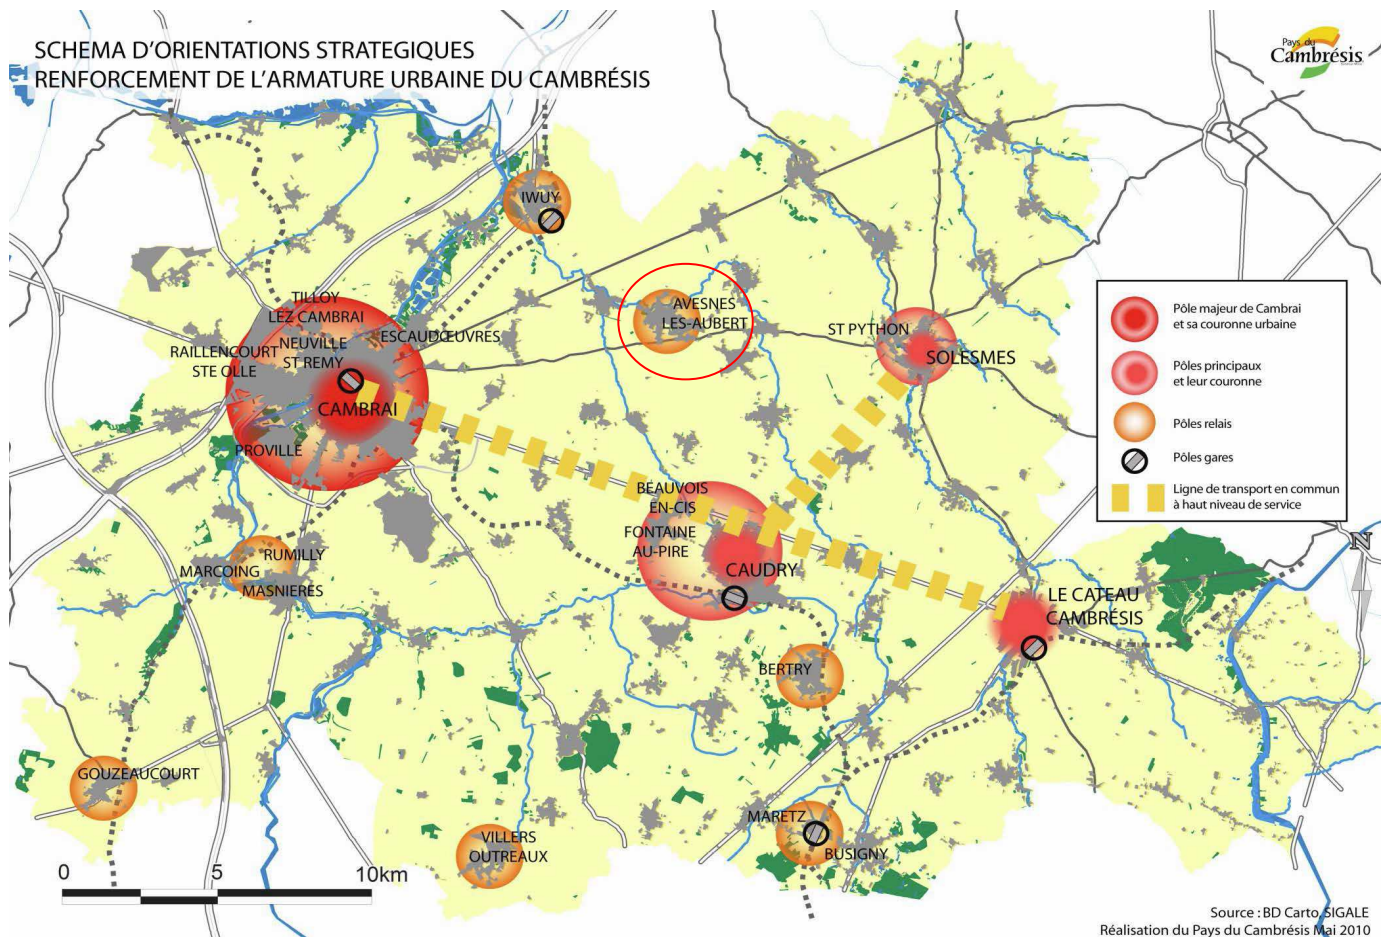 SCHEMA D'ORIENTATIONS STRATEGIQUES
RENFORCEMENT DE L'ARMATURE URBAINE DU CAMBRÉSIS
Pays du
Cambrésis
IWUY
TILLOY
LEZ CAMBRAI
ESCAUDŒUVRES
NEUVILLE
ST REMY
RAILLENCOURT
STE OLLE
CAMBRAI
PROVILLE
AVESNES
LES-AUBERT
ST PYTHON
SOLESMES
Pôle majeur de Cambrai
et sa couronne urbaine
Pôles principaux
et leur couronne
Pôles relais
Pôles gares
Ligne de transport en commun
à haut niveau de service
N
BEAUVOIS
EN-CIS
FONTAINE
AU-PIRE
CAUDRY
RUMILLY
MARCOING
MASNIERES
LE CATEAU
CAMBRÉSIS
BERTRY
GOUZEAUCOURT
VILLERS
OUTREAUX
MARETZ
BUSIGNY
0 5 10km
Source : BD Carto, SIGALE
Réalisation du Pays du Cambrésis Mai 2010